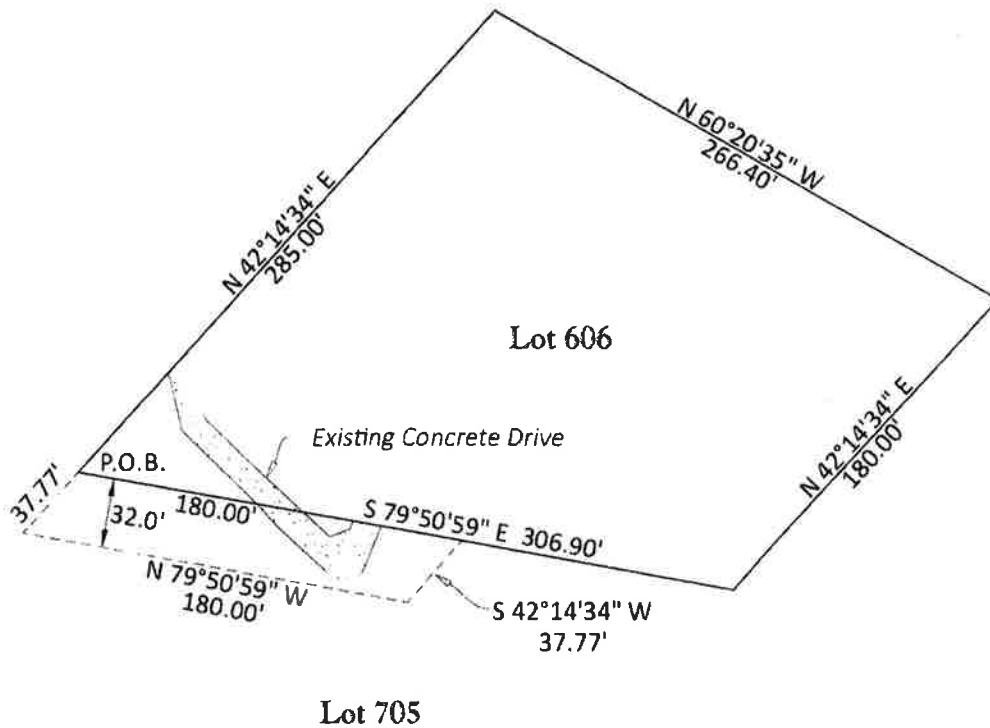 N 60°20'35" W
266.40'
N 42°14'34" E
285.00'
Lot 606
Existing Concrete Drive
N 42°14'34" E
180.00'
P.O.B.
37.77'
32.0'
180.00'
S 79°50'59" E 306.90'
N 79°50'59" W
180.00'
S 42°14'34" W
37.77'
Lot 705